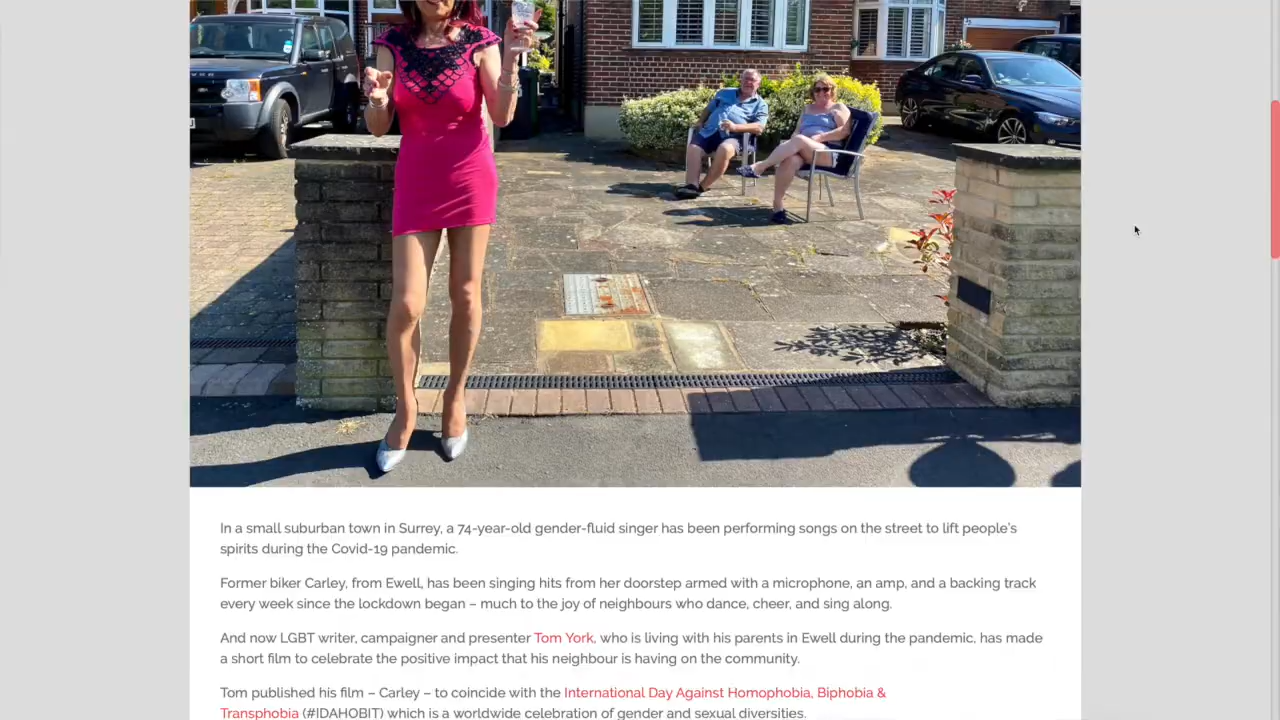 In a small suburban town in Surrey, a 74-year-old gender-fluid singer has been performing songs on the street to lift people's
spirits during the Covid-19 pandemic.
Former biker Carley, from Ewell, has been singing hits from her doorstep armed with a microphone, an amp, and a backing track
every week since the lockdown began – much to the joy of neighbours who dance, cheer, and sing along.
And now LGBT writer, campaigner and presenter Tom York, who is living with his parents in Ewell during the pandemic, has made
a short film to celebrate the positive impact that his neighbour is having on the community.
Tom published his film – Carley – to coincide with the International Day Against Homophobia, Biphobia &
Transphobia (#IDAHOBIT) which is a worldwide celebration of gender and sexual diversities.